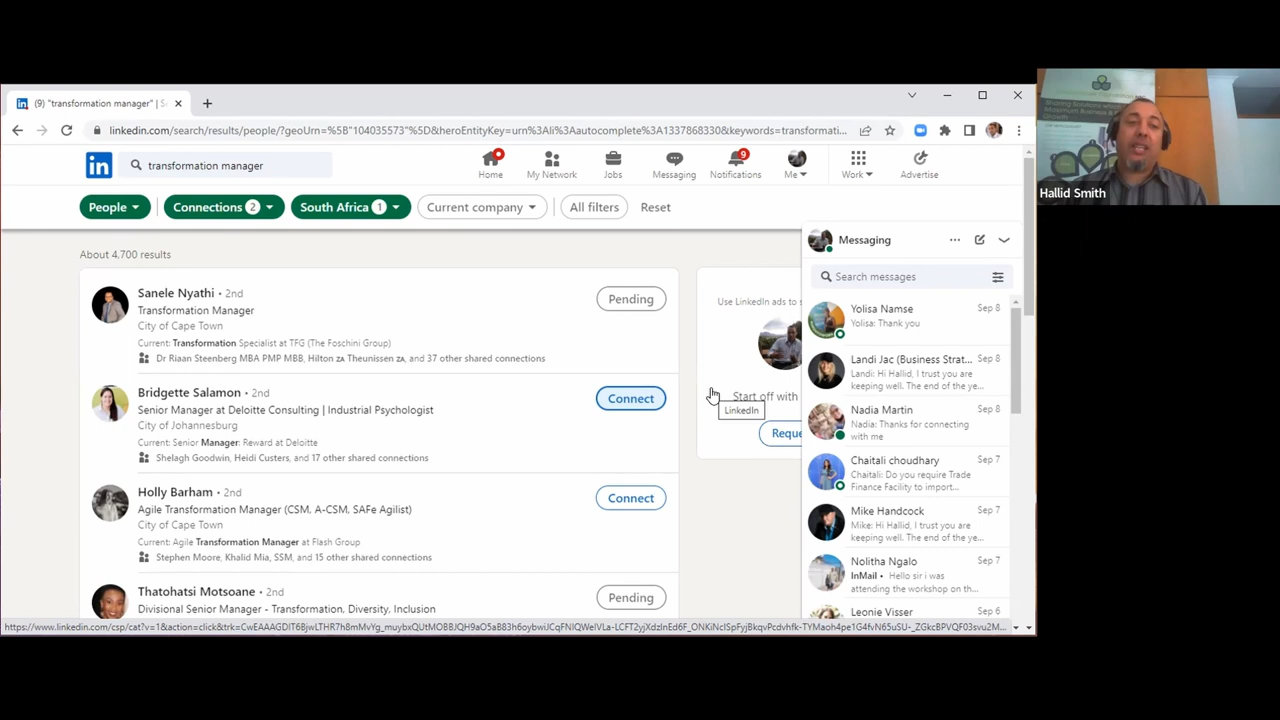 (9) "transformation manager" | S
linkedin.com/search/results/people/?geoUrn=%5B"104035573"%5D&heroEntityKey=urn%3Ali%3Aautocomplete%3A1337868330&keywords=transformati...
in
transformation manager
Home
My Network
Jobs
Messaging
9
Notifications
Me
Work
Advertise
People
Connections 2
South Africa 1
Current company
All filters
Reset
About 4,700 results
Sanele Nyathi • 2nd
Transformation Manager
City of Cape Town
Current: Transformation Specialist at TFG (The Foschini Group)
Dr Riaan Steenberg MBA PMP MBB, Hilton ZA Theunissen ZA, and 37 other shared connections
Pending
Bridgette Salamon • 2nd
Senior Manager at Deloitte Consulting | Industrial Psychologist
City of Johannesburg
Current: Senior Manager: Reward at Deloitte
Shelagh Goodwin, Heidi Custers, and 17 other shared connections
Connect
Holly Barham • 2nd
Agile Transformation Manager (CSM, A-CSM, SAFe Agilist)
City of Cape Town
Current: Agile Transformation Manager at Flash Group
Stephen Moore, Khalid Mia, SSM, and 15 other shared connections
Connect
Thatohatsi Motsoane • 2nd
Divisional Senior Manager - Transformation, Diversity, Inclusion
Pending
Use LinkedIn ads to s
Start off with
LinkedIn
Reque
Messaging
Search messages
Yolisa Namse
Sep 8
Yolisa: Thank you
Landi Jac (Business Strat...
Sep 8
Landi: Hi Hallid, I trust you are
keeping well. The end of the ye...
Nadia Martin
Sep 8
Nadia: Thanks for connecting
with me
Chaitali choudhary
Sep 7
Chaitali: Do you require Trade
Finance Facility to import...
Mike Handcock
Sep 7
Mike: Hi Hallid, I trust you are
keeping well. The end of the ye...
Nolitha Ngalo
Sep 7
InMail • Hello sir i was
attending the workshop on th...
Leonie Visser
Sep 6
Hallid Smith